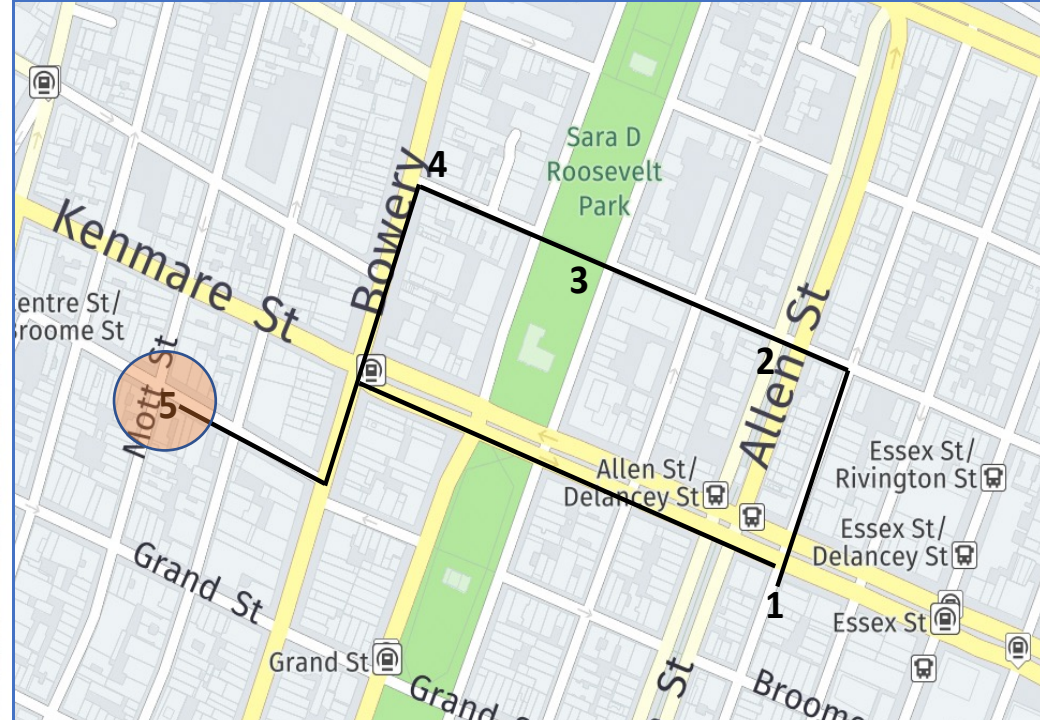 Sara D
Roosevelt
Park
4
Bowery
Kenmare St
3
entre St/
roome St
Mott St
5
2
Allen St
Allen St/
Delancey St
Essex St/
Rivington St
Essex St/
Delancey St
1
Essex St
Grand St
Grand St
Grand S
St
Broome